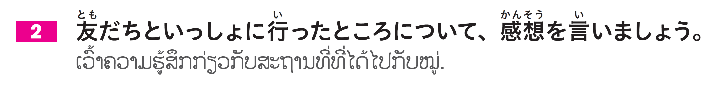 2 友だちといっしょに行ったところについて、感想を言いましょう。
ເວົ້າຄວາມຮູ້ສຶກກ່ຽວກັບສະຖານທີ່ທີ່ໄດ້ໄປກັບໝູ່.